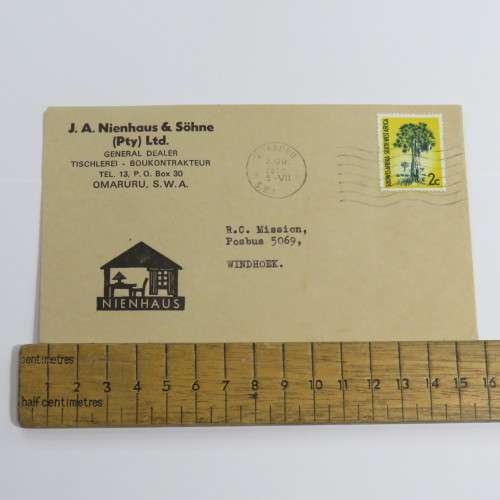 J. A. Nienhaus & Söhne
(Pty) Ltd.
GENERAL DEALER
TISCHLEREI - BOUKONTRAKTEUR
TEL. 13, P. O. Box 30
OMARURU, S.W.A.
2c
R.C. Mission,
Posbus 5069,
WINDHOEK.
NIENHAUS
centimetres
1 2 3 4 5 6 7 8 9 10 11 12 13 14 15 16
half centimetres